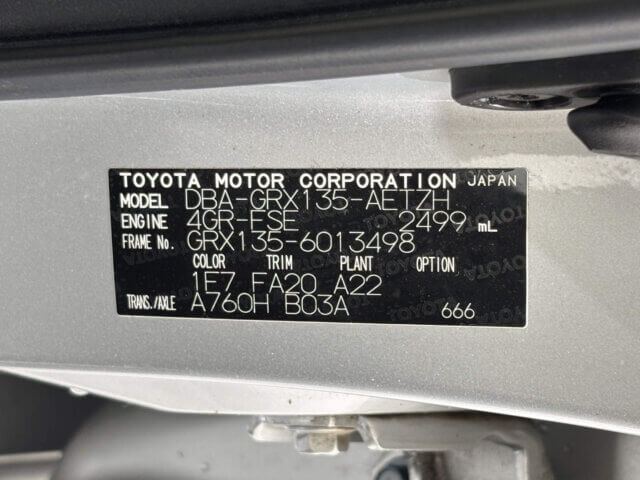 TOYOTA MOTOR CORPORATION JAPAN
MODEL DBA-GRX135-AETZH
ENGINE 4GR-FSE 2499 mL
FRAME No. GRX135-6013498
COLOR TRIM PLANT OPTION
1E7 FA20 A22
TRANS./AXLE A760H B03A 666